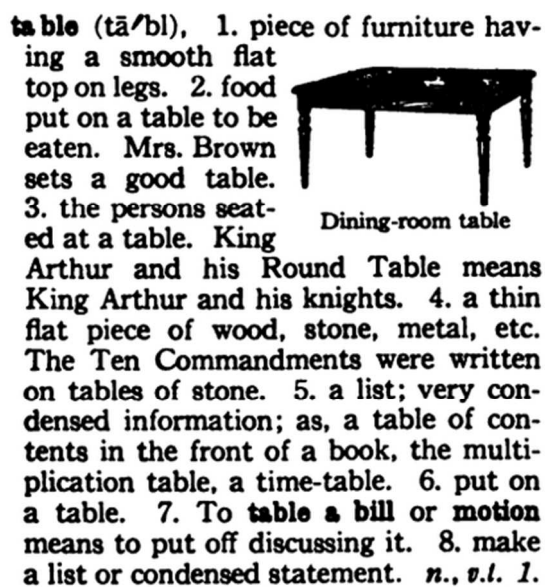 ta ble (tā′bl), 1. piece of furniture hav-
ing a smooth flat
top on legs. 2. food
put on a table to be
eaten. Mrs. Brown
sets a good table.
3. the persons seat-
ed at a table. King
Dining-room table
Arthur and his Round Table means
King Arthur and his knights. 4. a thin
flat piece of wood, stone, metal, etc.
The Ten Commandments were written
on tables of stone. 5. a list; very con-
densed information; as, a table of con-
tents in the front of a book, the multi-
plication table, a time-table. 6. put on
a table. 7. To table a bill or motion
means to put off discussing it. 8. make
a list or condensed statement. n., v.t. 1.